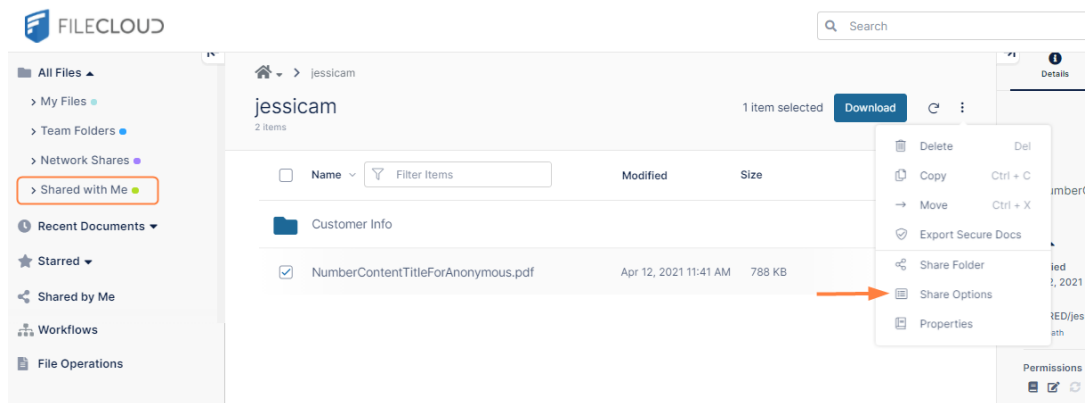 FILECLOUD
Search
All Files
My Files
Team Folders
Network Shares
Shared with Me
Recent Documents
Starred
Shared by Me
Workflows
File Operations
jessicam
jessicam
2 items
1 item selected
Download
Name
Filter Items
Modified
Size
Customer Info
NumberContentTitleForAnonymous.pdf
Apr 12, 2021 11:41 AM
788 KB
Delete Del
Copy Ctrl + C
Move Ctrl + X
Export Secure Docs
Share Folder
Share Options
Properties
Details
2, 2021
Permissions